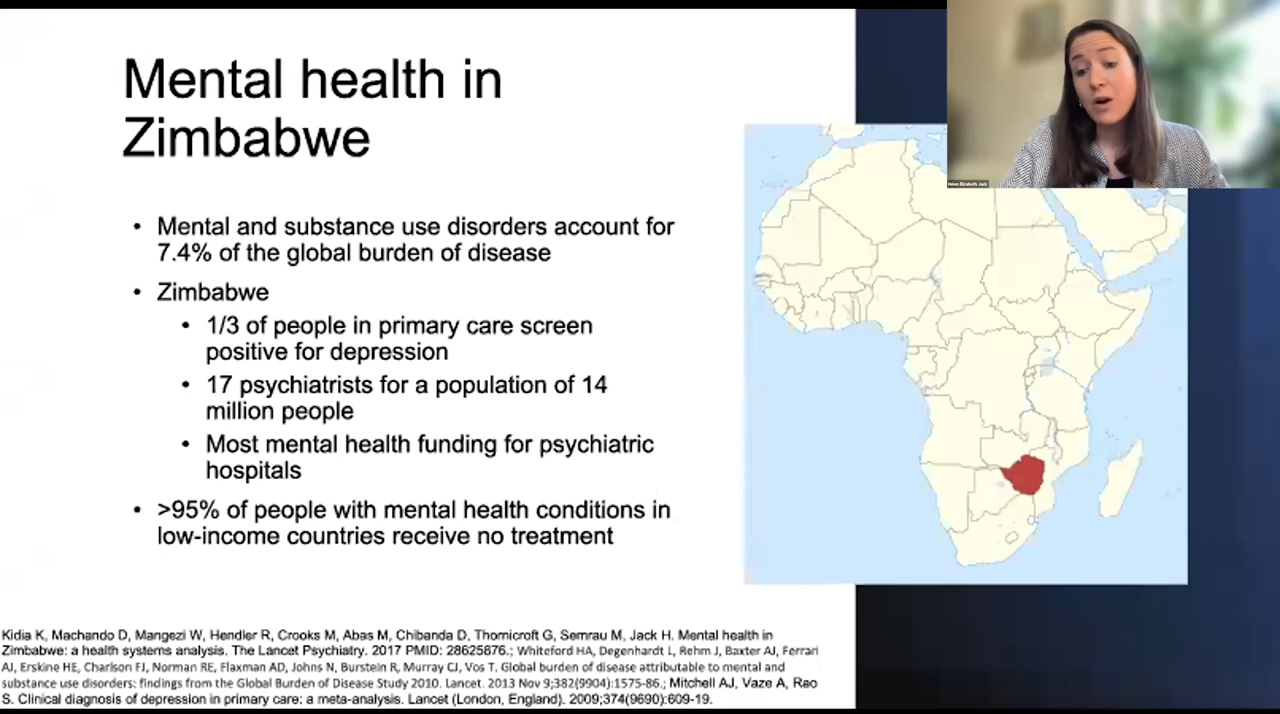 Mental health in
Zimbabwe
• Mental and substance use disorders account for
7.4% of the global burden of disease
• Zimbabwe
• 1/3 of people in primary care screen
positive for depression
• 17 psychiatrists for a population of 14
million people
• Most mental health funding for psychiatric
hospitals
• >95% of people with mental health conditions in
low-income countries receive no treatment
Kidia K, Machando D, Mangezi W, Hendler R, Crooks M, Abas M, Chibanda D, Thornicroft G, Semrau M, Jack H. Mental health in
Zimbabwe: a health systems analysis. The Lancet Psychiatry. 2017 PMID: 28625876.; Whiteford HA, Degenhardt L, Rehm J, Baxter AJ, Ferrari
AJ, Erskine HE, Charlson FJ, Norman RE, Flaxman AD, Johns N, Burstein R, Murray CJ, Vos T. Global burden of disease attributable to mental and
substance use disorders: findings from the Global Burden of Disease Study 2010. Lancet. 2013 Nov 9;382(9904):1575-86.; Mitchell AJ, Vaze A, Rao
S. Clinical diagnosis of depression in primary care: a meta-analysis. Lancet (London, England). 2009;374(9690):609-19.
Helen Elizabeth Jack